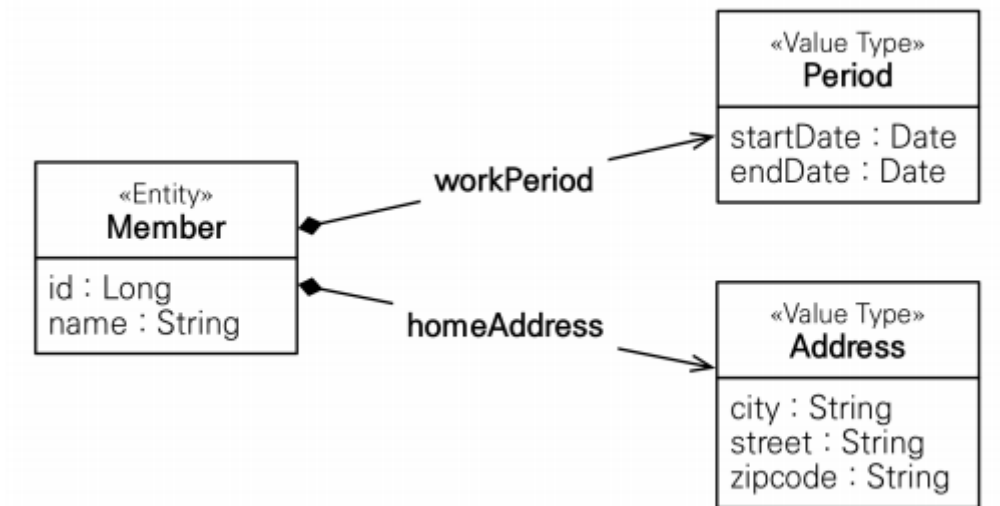 «Value Type»
Period
startDate : Date
endDate : Date
workPeriod
«Entity»
Member
id : Long
name : String
homeAddress
«Value Type»
Address
city : String
street : String
zipcode : String